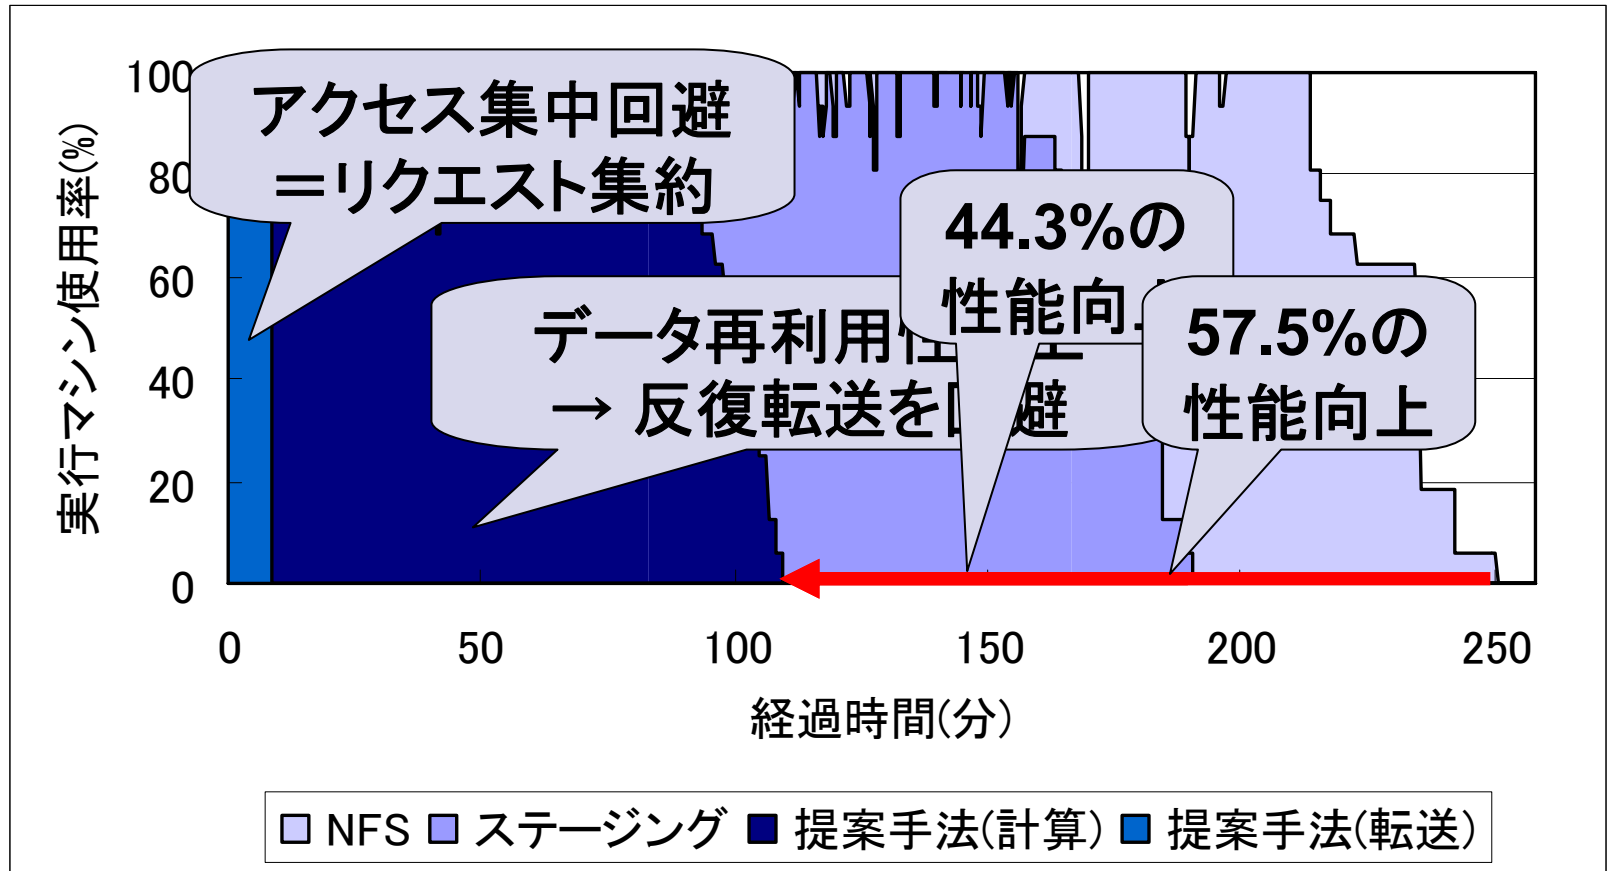 アクセス集中回避
＝リクエスト集約
データ再利用性
→ 反復転送を回避
44.3%の
性能向上
57.5%の
性能向上
実行マシン使用率(%)
100
80
60
40
20
0
0 50 100 150 200 250
経過時間(分)
NFS ステージング 提案手法(計算) 提案手法(転送)